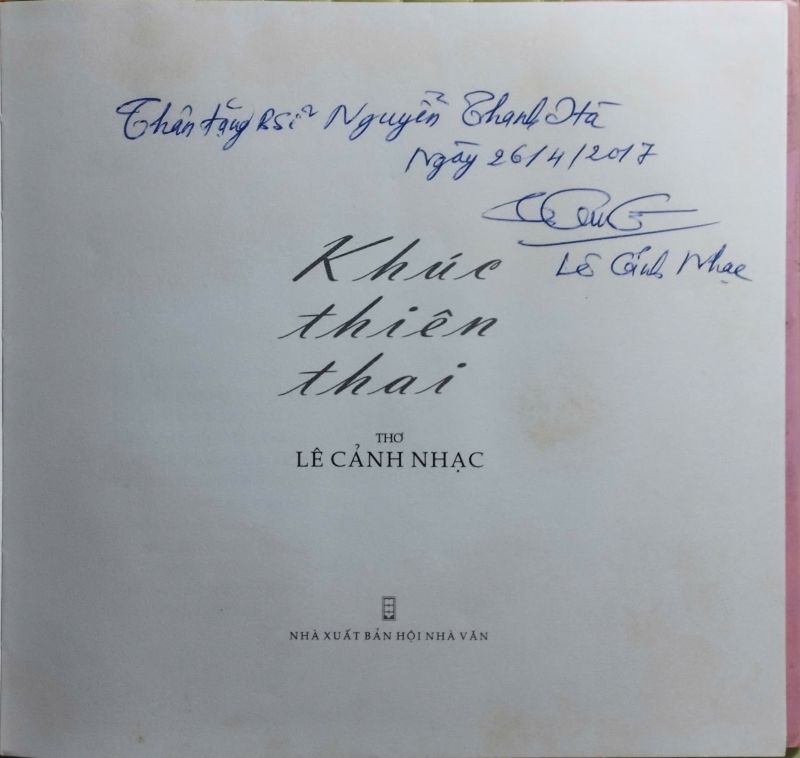 Thân tặng BSĩ Nguyễn Thanh Hà
Ngày 26/4/2017
Lê Cảnh Nhạc
Khúc
thiên
thai
THƠ
LÊ CẢNH NHẠC
NHÀ XUẤT BẢN HỘI NHÀ VĂN